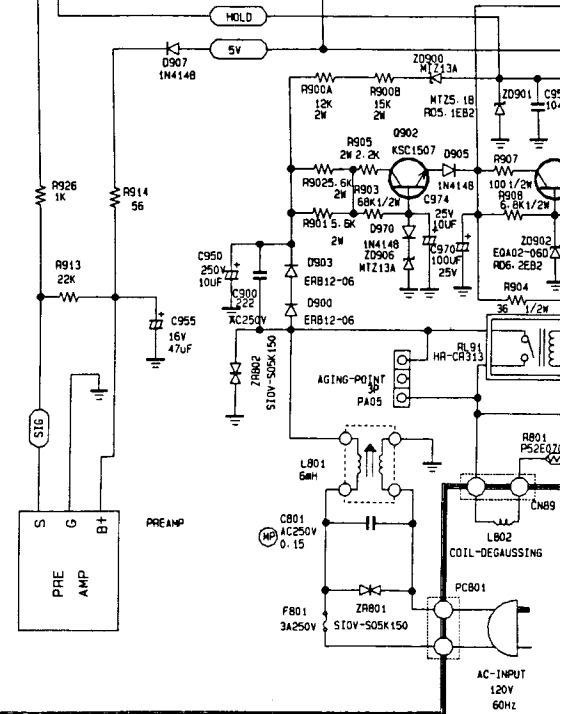 HOLD
5V
D907
1N4148
R900A
12K
2W
R900B
15K
2W
ZD900
MTZ13A
MTZ5.1B
RD5.1EB2
ZD901
Q902
KSC1507
R905
2W 2.2K
D905
1N4148
R907
100 1/2W
R908
6.8K1/2W
R926
1K
R914
56
R902 5.6K
2W
R903
68K1/2W
R901 5.6K
2W
C974
25V
10UF
D970
1N4148
ZD906
MTZ13A
C970
100UF
25V
ZD902
EQA02-06D
RD6.2EB2
R904
36 1/2W
C950
250V
10UF
C900
222
AC250V
D903
ERB12-06
D900
ERB12-06
R913
22K
C955
16V
47UF
ZR802
SIOV-S05K150
AGING-POINT
3P
PA05
RL91
HR-CR313
SIG
L801
6mH
R801
CN89
L802
COIL-DEGAUSSING
S
G
B+
PREAMP
PRE
AMP
MP
C801
AC250V
0.15
ZR801
SIOV-S05K150
F801
3A250V
PC801
AC-INPUT
120V
60Hz